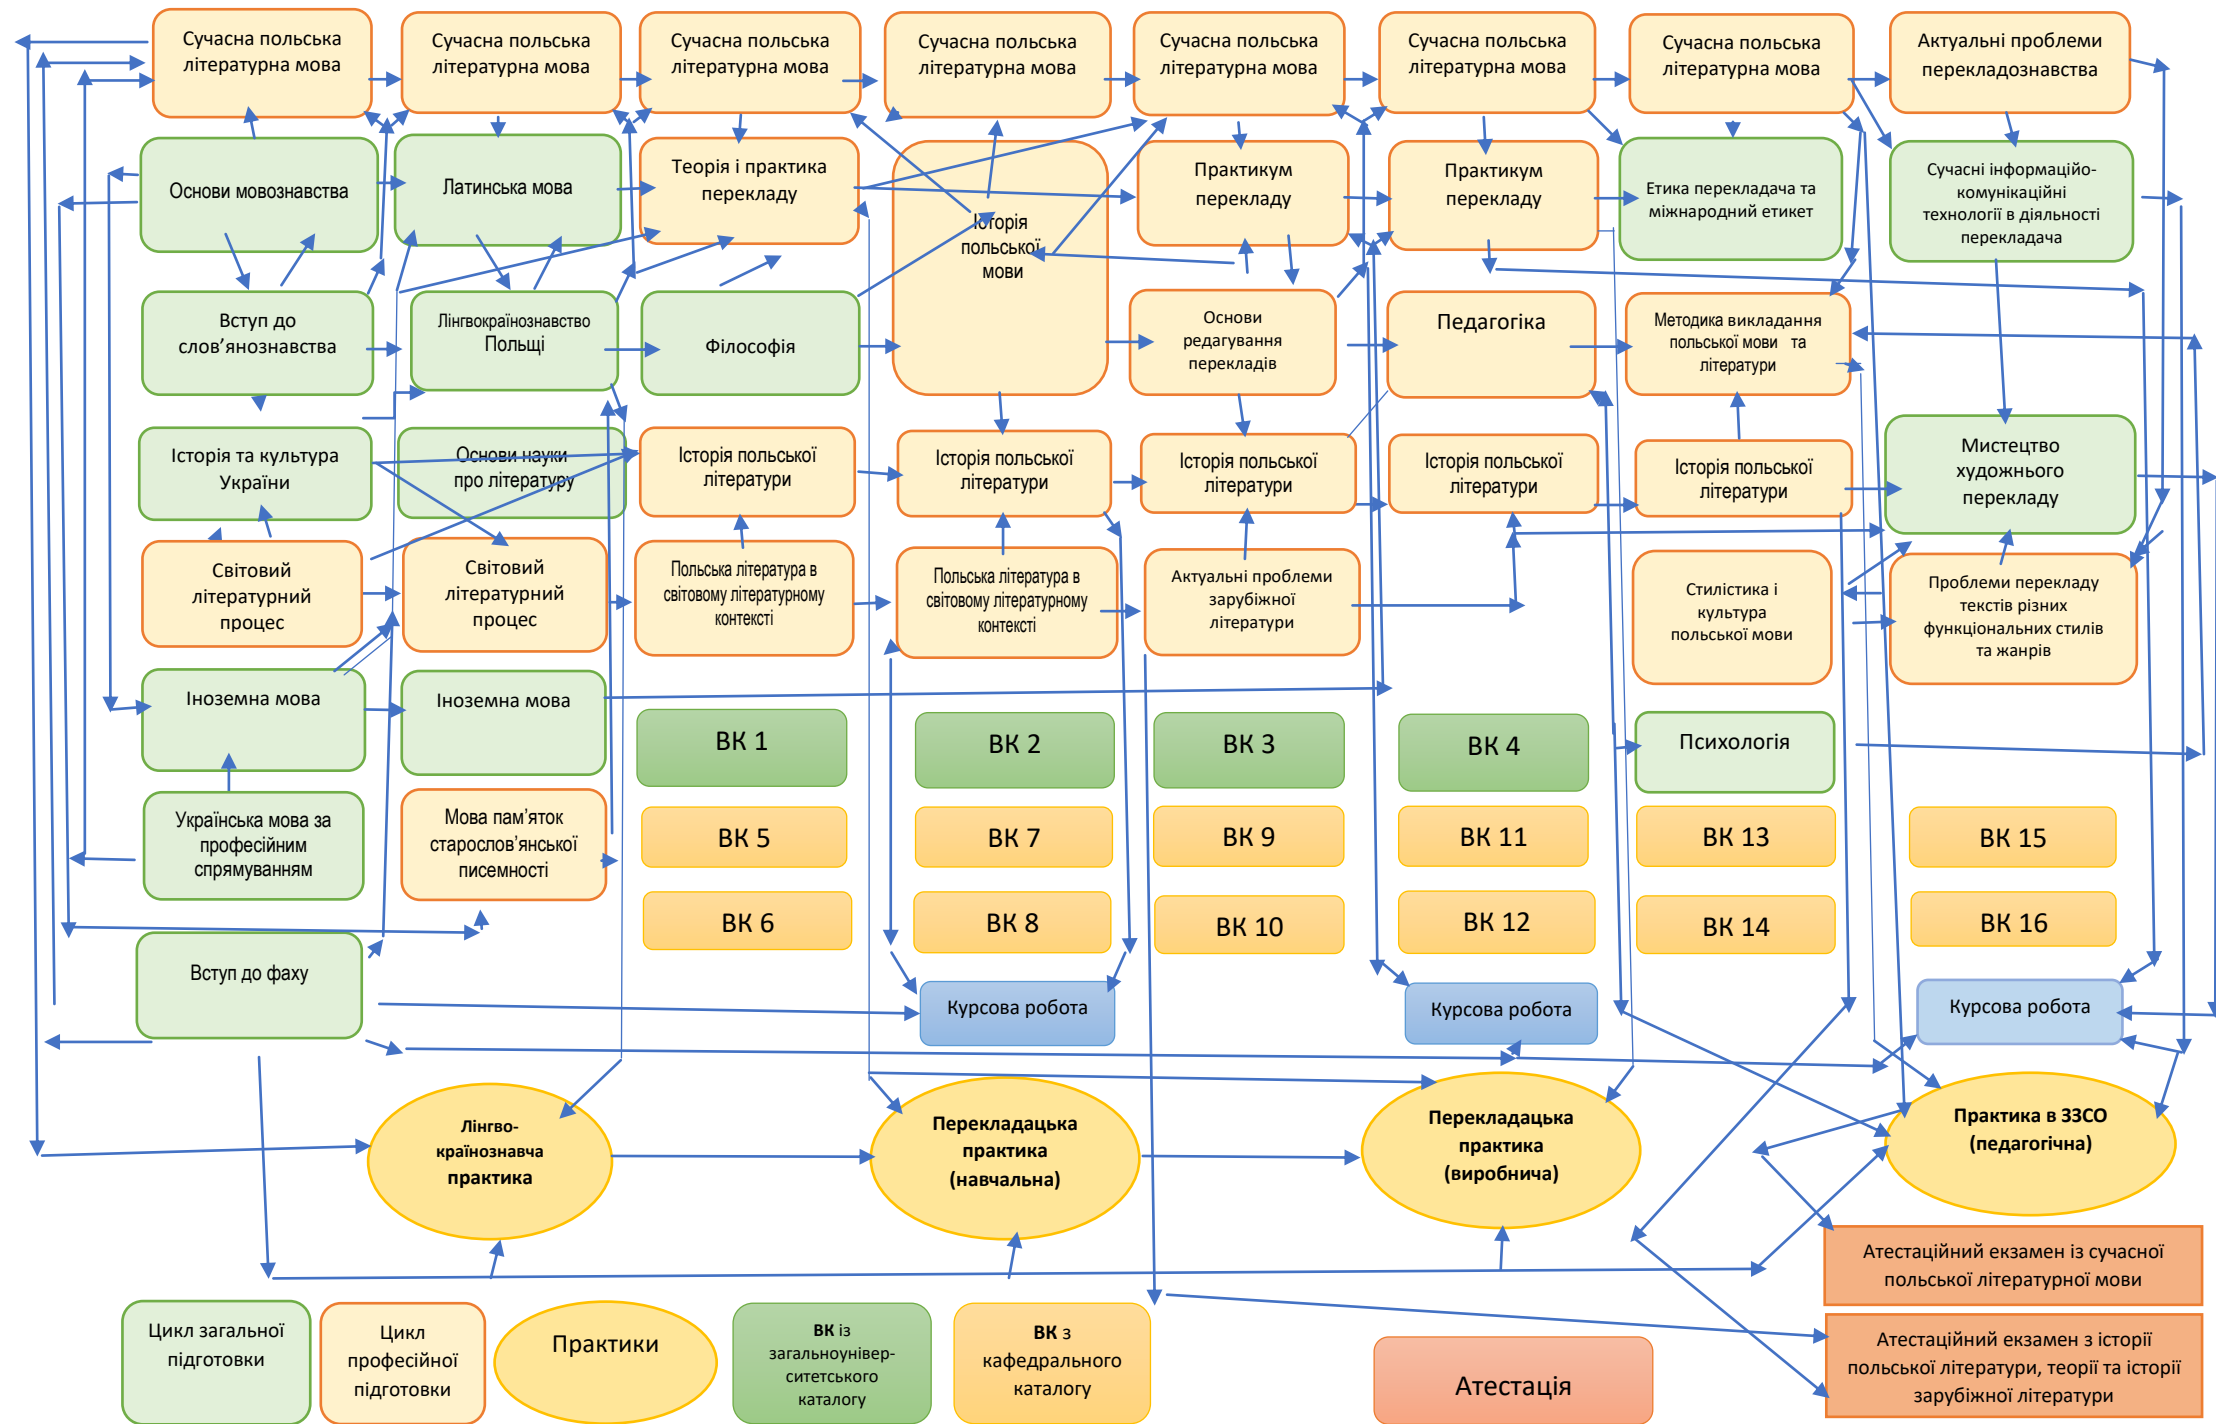 Сучасна польська
літературна мова
Сучасна польська
літературна мова
Сучасна польська
літературна мова
Сучасна польська
літературна мова
Сучасна польська
літературна мова
Сучасна польська
літературна мова
Сучасна польська
літературна мова
Актуальні проблеми
перекладознавства
Основи мовознавства
Латинська мова
Теорія і практика
перекладу
Історія
польської
мови
Практикум
перекладу
Практикум
перекладу
Етика перекладача та
міжнародний етикет
Сучасні інформаційо-
комунікаційні
технології в діяльності
перекладача
Вступ до
слов’янознавства
Лінгвокраїнознавство
Польщі
Філософія
Основи
редагування
перекладів
Педагогіка
Методика викладання
польської мови та
літератури
Історія та культура
України
Основи науки
про літературу
Історія польської
літератури
Історія польської
літератури
Історія польської
літератури
Історія польської
літератури
Історія польської
літератури
Мистецтво
художнього
перекладу
Світовий
літературний
процес
Світовий
літературний
процес
Польська література в
світовому літературному
контексті
Польська література в
світовому літературному
контексті
Актуальні проблеми
зарубіжної
літератури
Стилістика і
культура
польської мови
Проблеми перекладу
текстів різних
функціональних стилів
та жанрів
Іноземна мова
Іноземна мова
ВК 1
ВК 2
ВК 3
ВК 4
Психологія
Українська мова за
професійним
спрямуванням
Мова пам’яток
старослов’янської
писемності
ВК 5
ВК 7
ВК 9
ВК 11
ВК 13
ВК 15
ВК 6
ВК 8
ВК 10
ВК 12
ВК 14
ВК 16
Вступ до фаху
Курсова робота
Курсова робота
Курсова робота
Лінгво-
країнознавча
практика
Перекладацька
практика
(навчальна)
Перекладацька
практика
(виробнича)
Практика в ЗЗСО
(педагогічна)
Атестаційний екзамен із сучасної
польської літературної мови
Атестаційний екзамен з історії
польської літератури, теорії та історії
зарубіжної літератури
Цикл загальної
підготовки
Цикл
професійної
підготовки
Практики
ВК із
загальноунівер-
ситетського
каталогу
ВК з
кафедрального
каталогу
Атестація